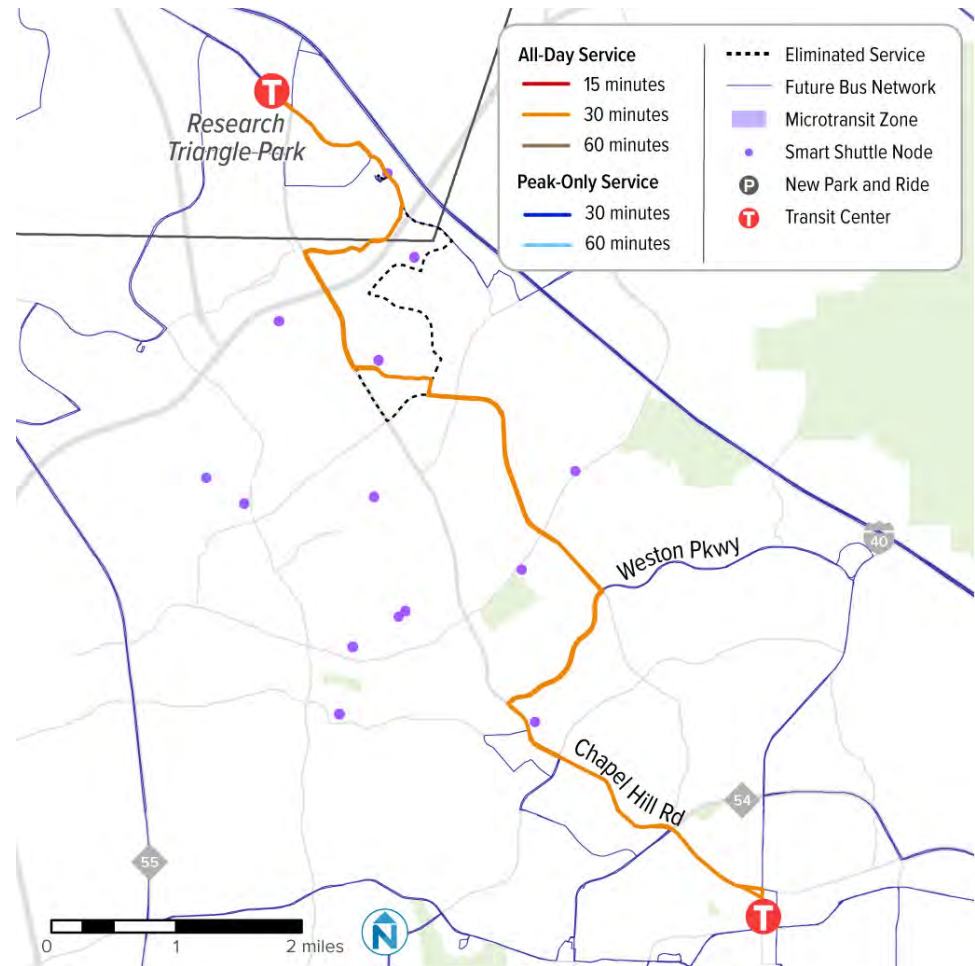 T
Research
Triangle-Park
All-Day Service
15 minutes
30 minutes
60 minutes
Peak-Only Service
30 minutes
60 minutes
Eliminated Service
Future Bus Network
Microtransit Zone
Smart Shuttle Node
P New Park and Ride
T Transit Center
40
Weston Pkwy
Chapel Hill Rd
54
55
T
N
0 1 2 miles